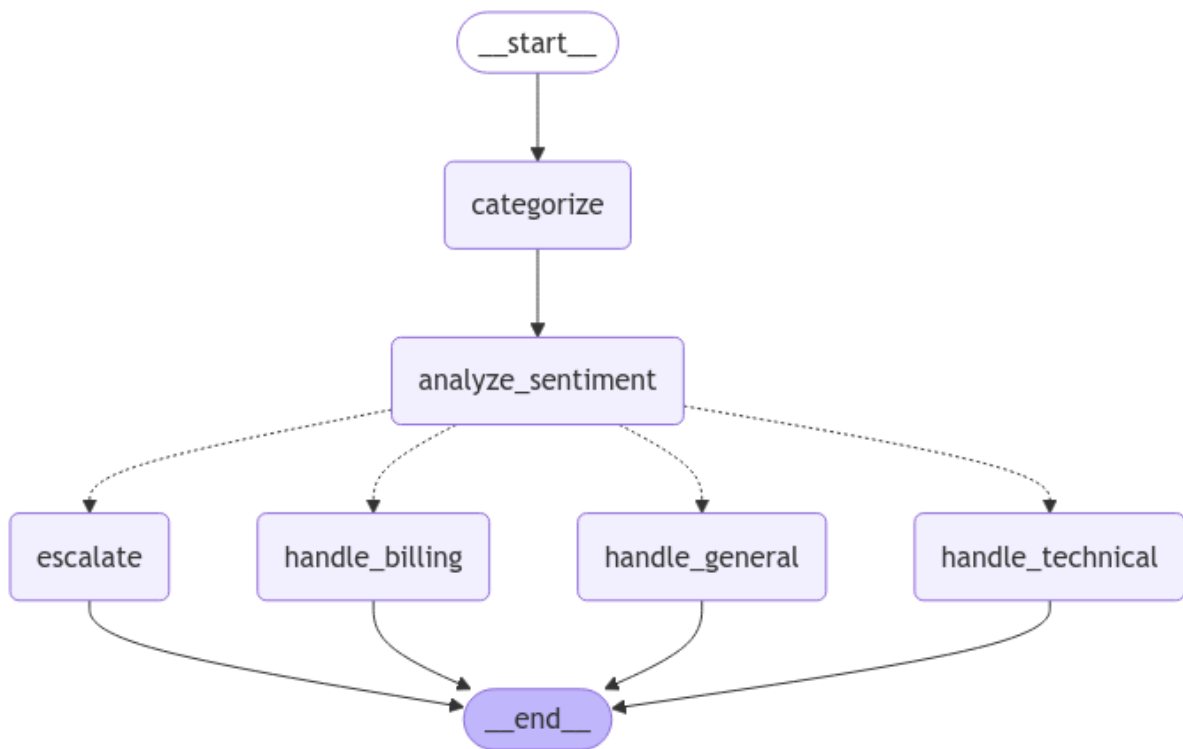 __start__
categorize
analyze_sentiment
escalate
handle_billing
handle_general
handle_technical
__end__